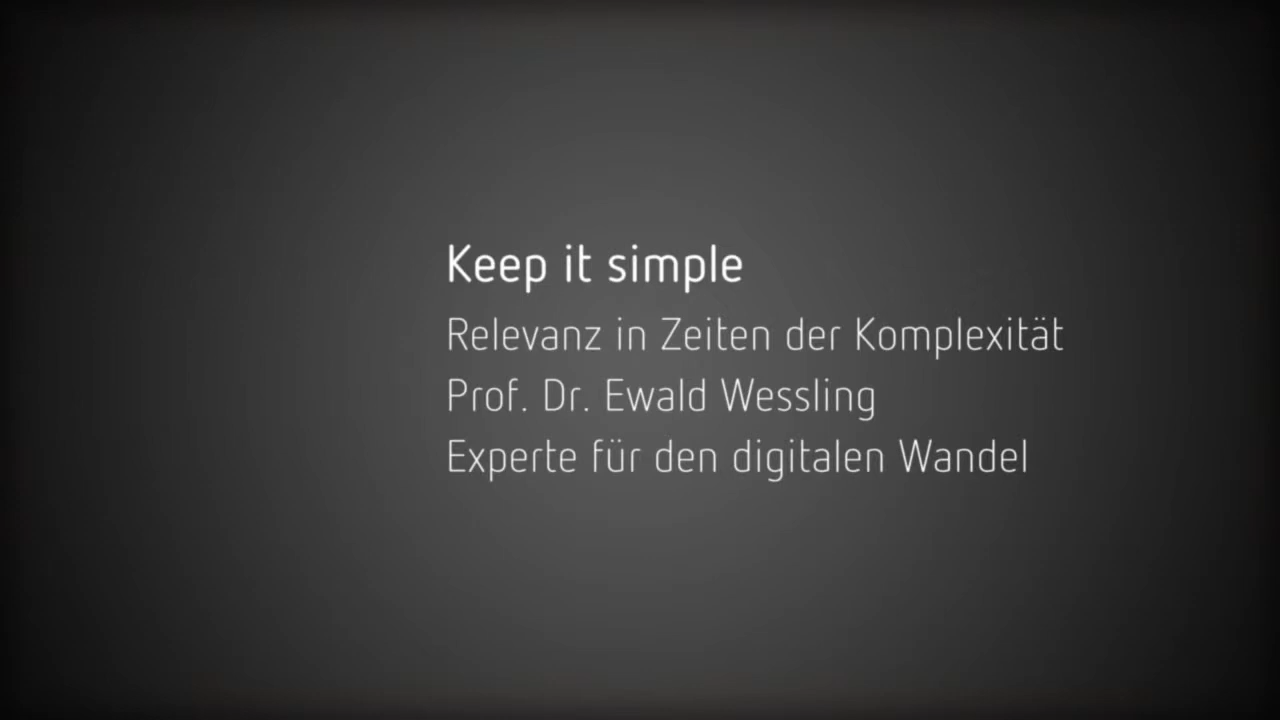 Keep it simple
Relevanz in Zeiten der Komplexität
Prof. Dr. Ewald Wessling
Experte für den digitalen Wandel